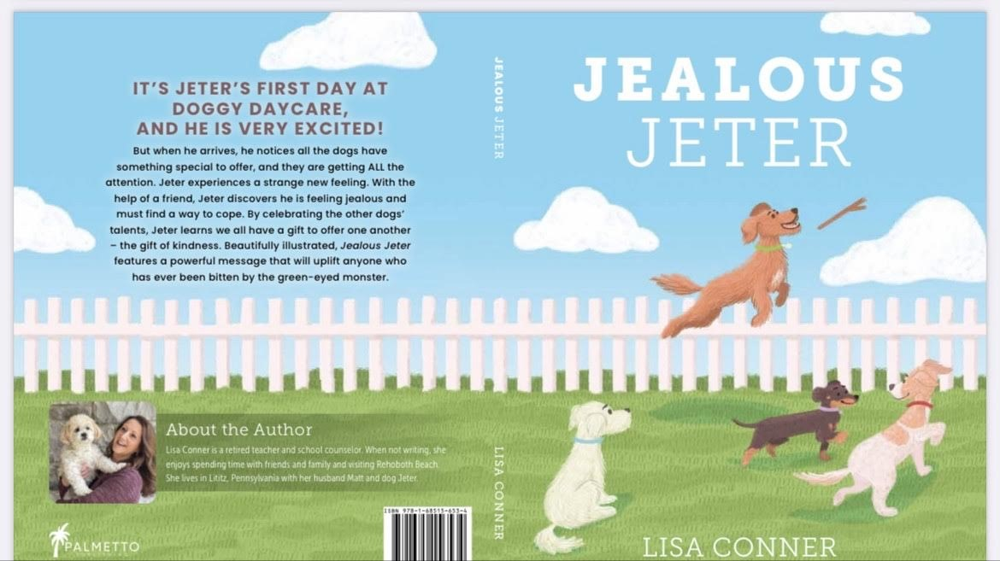 IT'S JETER'S FIRST DAY AT
DOGGY DAYCARE,
AND HE IS VERY EXCITED!
But when he arrives, he notices all the dogs have
something special to offer, and they are getting ALL the
attention. Jeter experiences a strange new feeling. With the
help of a friend, Jeter discovers he is feeling jealous and
must find a way to cope. By celebrating the other dogs'
talents, Jeter learns we all have a gift to offer one another
– the gift of kindness. Beautifully illustrated, Jealous Jeter
features a powerful message that will uplift anyone who
has ever been bitten by the green-eyed monster.
About the Author
Lisa Conner is a retired teacher and school counselor. When not writing, she
enjoys spending time with friends and family and visiting Rehoboth Beach.
She lives in Lititz, Pennsylvania with her husband Matt and dog Jeter.
PALMETTO
ISBN 978-1-68515-653-4
JEALOUS JETER
LISA CONNER
JEALOUS
JETER
LISA CONNER